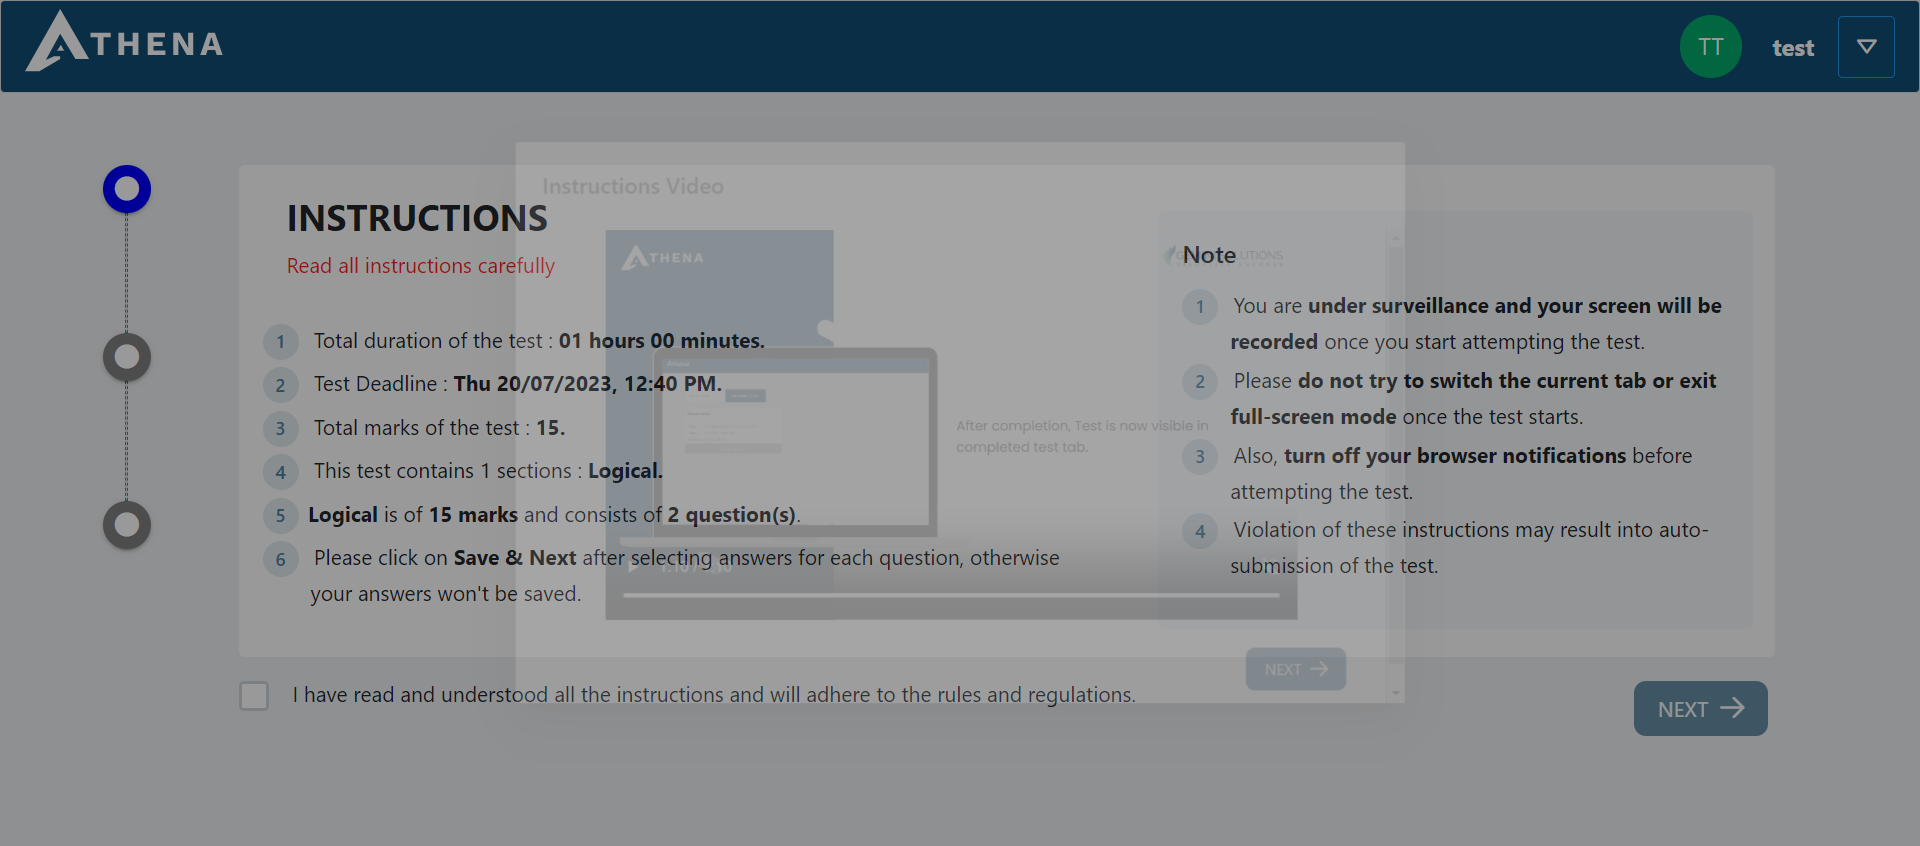 ATHENA
TT
test
Instructions Video
INSTRUCTIONS
Read all instructions carefully
ATHENA
1 Total duration of the test : 01 hours 00 minutes.
2 Test Deadline : Thu 20/07/2023, 12:40 PM.
3 Total marks of the test : 15.
4 This test contains 1 sections : Logical.
5 Logical is of 15 marks and consists of 2 question(s).
6 Please click on Save & Next after selecting answers for each question, otherwise
your answers won't be saved.
After completion, Test is now visible in
completed test tab.
Note
1 You are under surveillance and your screen will be
recorded once you start attempting the test.
2 Please do not try to switch the current tab or exit
full-screen mode once the test starts.
3 Also, turn off your browser notifications before
attempting the test.
4 Violation of these instructions may result into auto-
submission of the test.
NEXT
I have read and understood all the instructions and will adhere to the rules and regulations.
NEXT